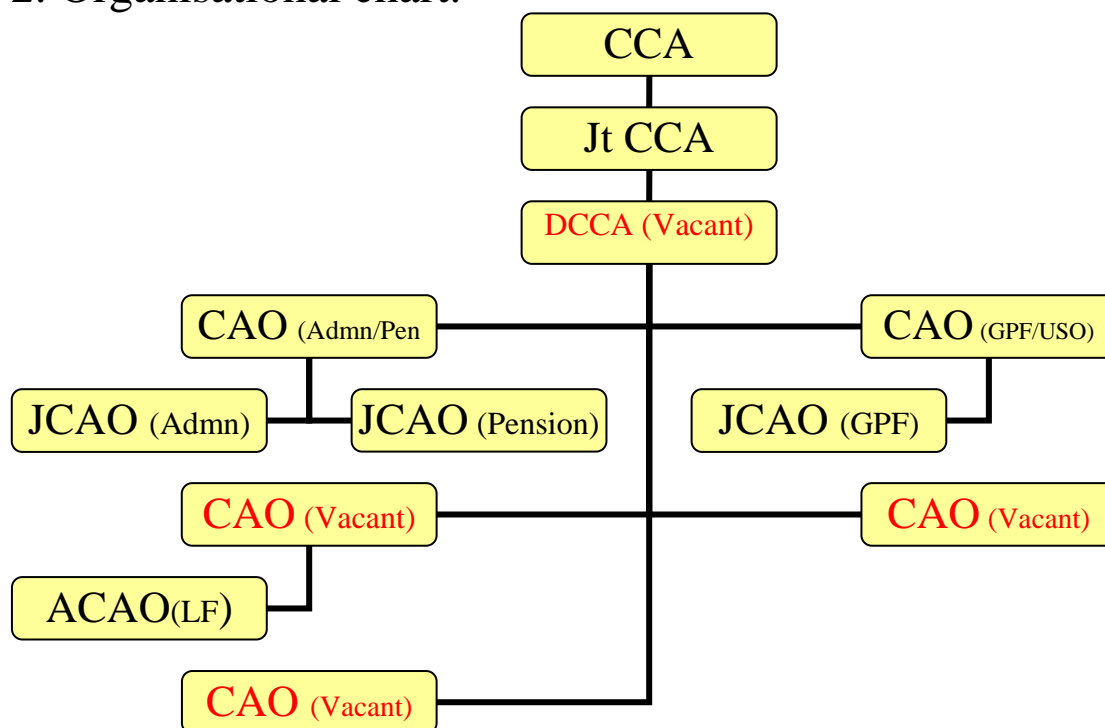 2. Organisational chart.
CCA
Jt CCA
DCCA (Vacant)
CAO (Admn/Pen
CAO (GPF/USO)
JCAO (Admn)
JCAO (Pension)
JCAO (GPF)
CAO (Vacant)
CAO (Vacant)
ACAO(LF)
CAO (Vacant)